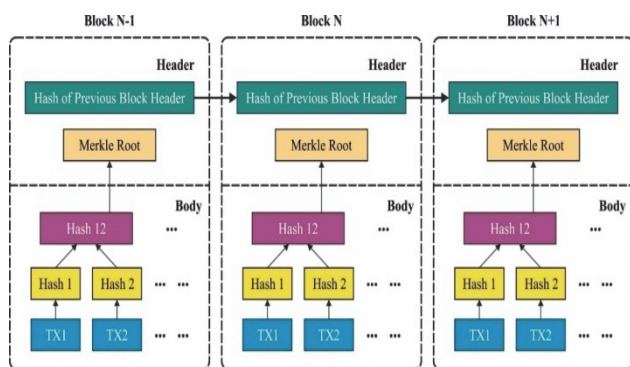 Block N-1 Block N Block N+1
Header Header Header
Hash of Previous Block Header Hash of Previous Block Header Hash of Previous Block Header
Merkle Root Merkle Root Merkle Root
Body Body Body
Hash 12 ... Hash 12 ... Hash 12 ...
Hash 1 Hash 2 ... ... Hash 1 Hash 2 ... ... Hash 1 Hash 2 ... ...
TX1 TX2 ... ... TX1 TX2 ... ... TX1 TX2 ... ...